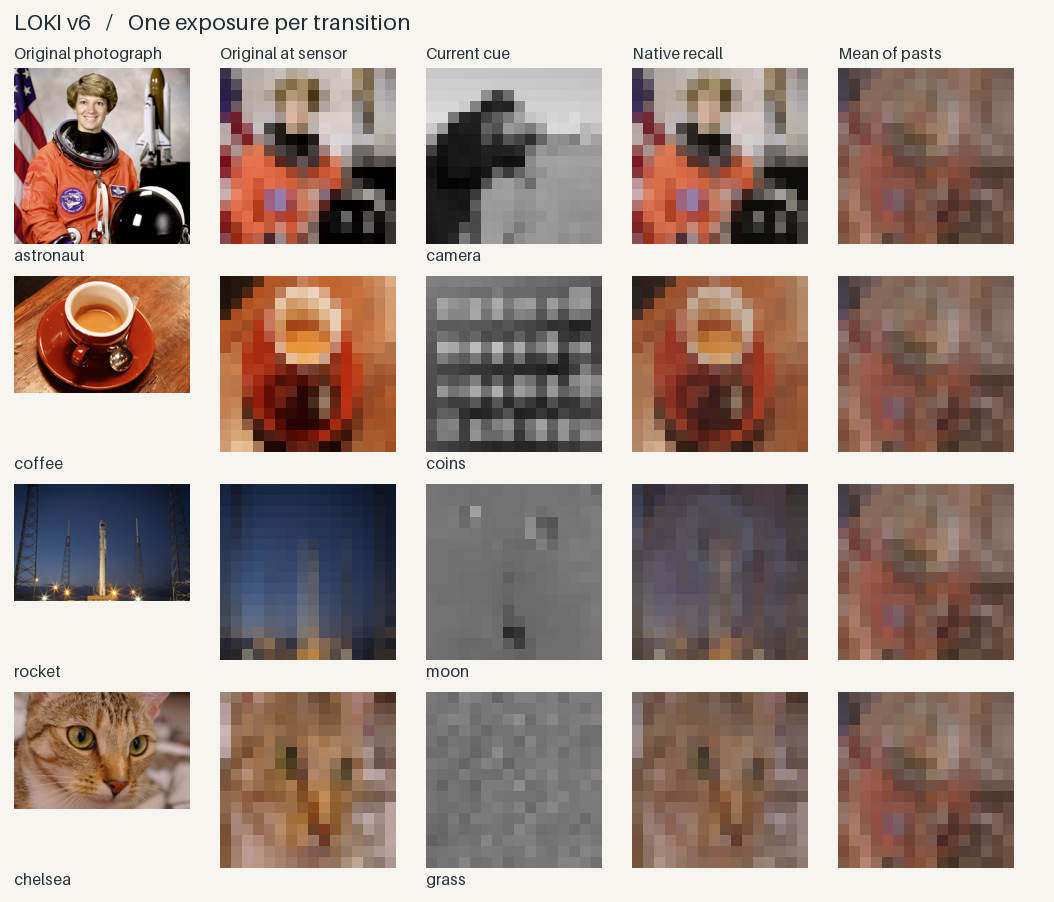 LOKI v6 / One exposure per transition
Original photograph Original at sensor Current cue Native recall Mean of pasts
astronaut camera
coffee coins
rocket moon
chelsea grass